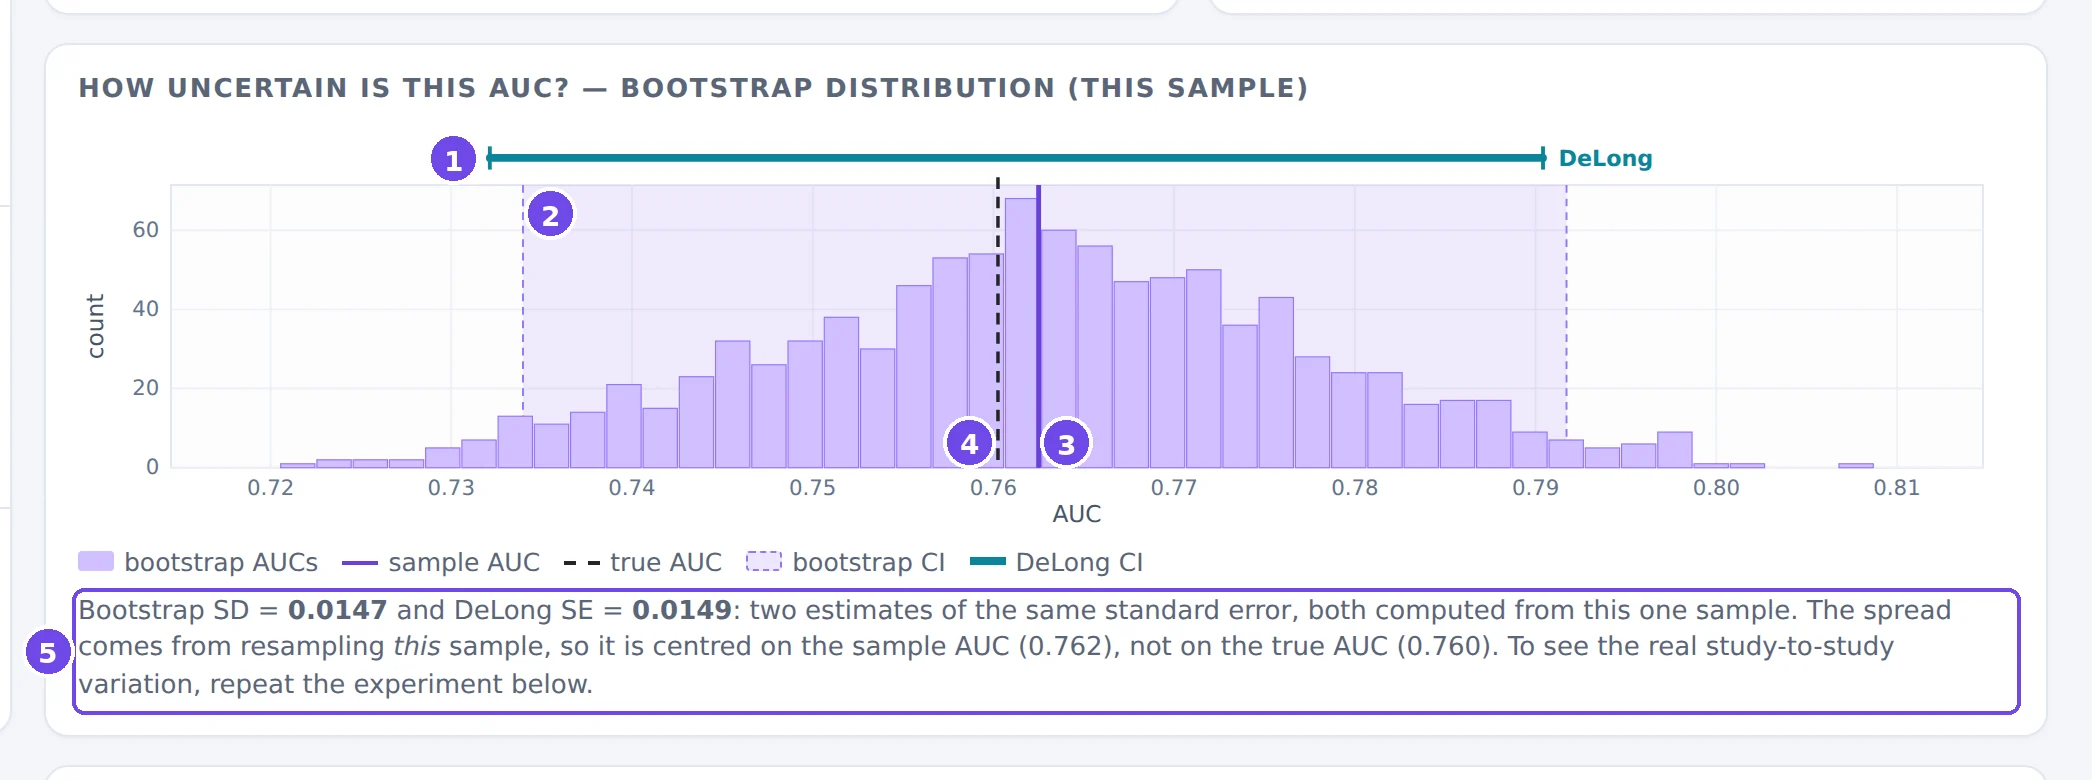 HOW UNCERTAIN IS THIS AUC? — BOOTSTRAP DISTRIBUTION (THIS SAMPLE)
1
DeLong
2
60
40
20
0
count
4
3
0.72 0.73 0.74 0.75 0.76 0.77 0.78 0.79 0.80 0.81
AUC
bootstrap AUCs sample AUC true AUC bootstrap CI DeLong CI
5
Bootstrap SD = 0.0147 and DeLong SE = 0.0149: two estimates of the same standard error, both computed from this one sample. The spread
comes from resampling this sample, so it is centred on the sample AUC (0.762), not on the true AUC (0.760). To see the real study-to-study
variation, repeat the experiment below.